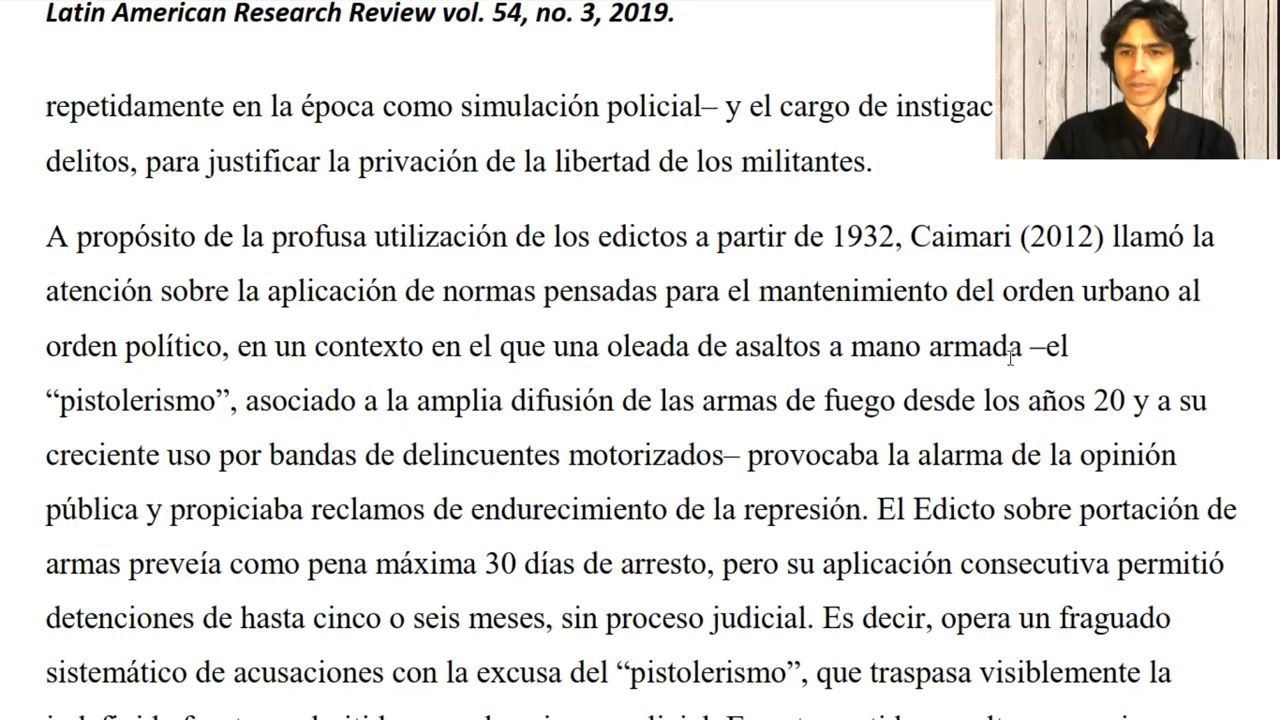 Latin American Research Review vol. 54, no. 3, 2019.
repetidamente en la época como simulación policial– y el cargo de
delitos, para justificar la privación de la libertad de los militantes.
A propósito de la profusa utilización de los edictos a partir de 1932, Caimari (2012) llamó la
atención sobre la aplicación de normas pensadas para el mantenimiento del orden urbano al
orden político, en un contexto en el que una oleada de asaltos a mano armada –el
“pistolerismo”, asociado a la amplia difusión de las armas de fuego desde los años 20 y a su
creciente uso por bandas de delincuentes motorizados– provocaba la alarma de la opinión
pública y propiciaba reclamos de endurecimiento de la represión. El Edicto sobre portación de
armas preveía como pena máxima 30 días de arresto, pero su aplicación consecutiva permitió
detenciones de hasta cinco o seis meses, sin proceso judicial. Es decir, opera un fraguado
sistemático de acusaciones con la excusa del “pistolerismo”, que traspasa visiblemente la